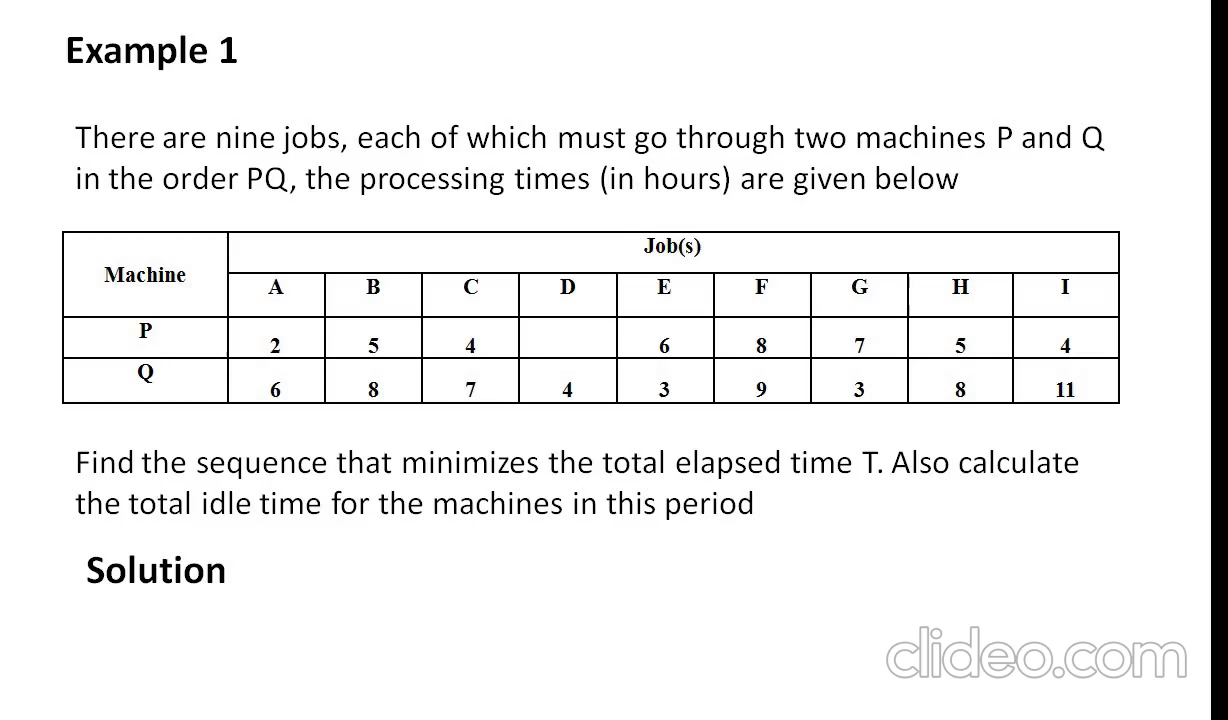 Example 1
There are nine jobs, each of which must go through two machines P and Q
in the order PQ, the processing times (in hours) are given below
Machine Job(s)
A B C D E F G H I
P 2 5 4 6 8 7 5 4
Q 6 8 7 4 3 9 3 8 11
Find the sequence that minimizes the total elapsed time T. Also calculate
the total idle time for the machines in this period
Solution
clideo.com